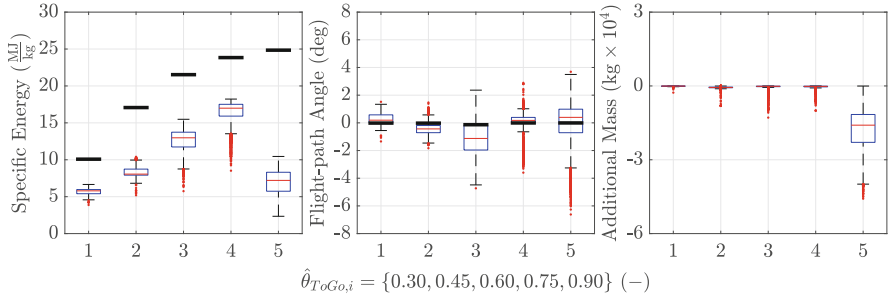 Specific Energy (MJ/kg)
30
25
20
15
10
5
0
1 2 3 4 5
Flight-path Angle (deg)
8
6
4
2
0
-2
-4
-6
-8
1 2 3 4 5
Additional Mass (kg × 10⁴)
3
0
-3
-6
1 2 3 4 5
θ̂_{ToGo,i} = {0.30, 0.45, 0.60, 0.75, 0.90} (−)